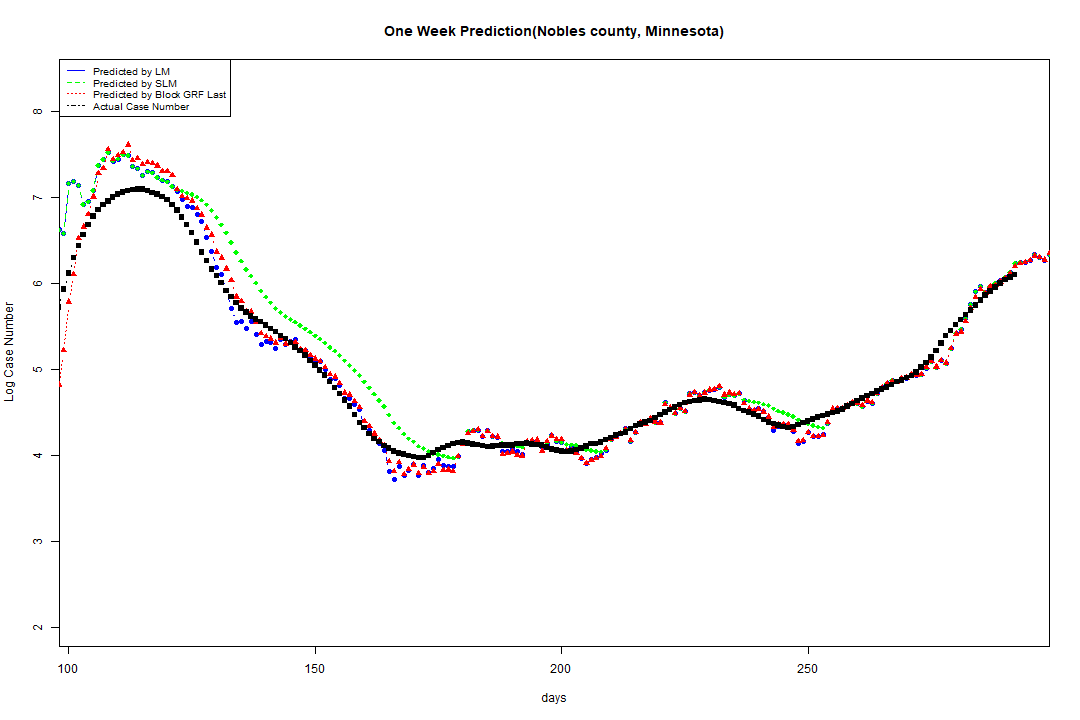 One Week Prediction(Nobles county, Minnesota)
Predicted by LM
Predicted by SLM
Predicted by Block GRF Last
Actual Case Number
8
7
6
5
4
3
2
Log Case Number
100 150 200 250
days